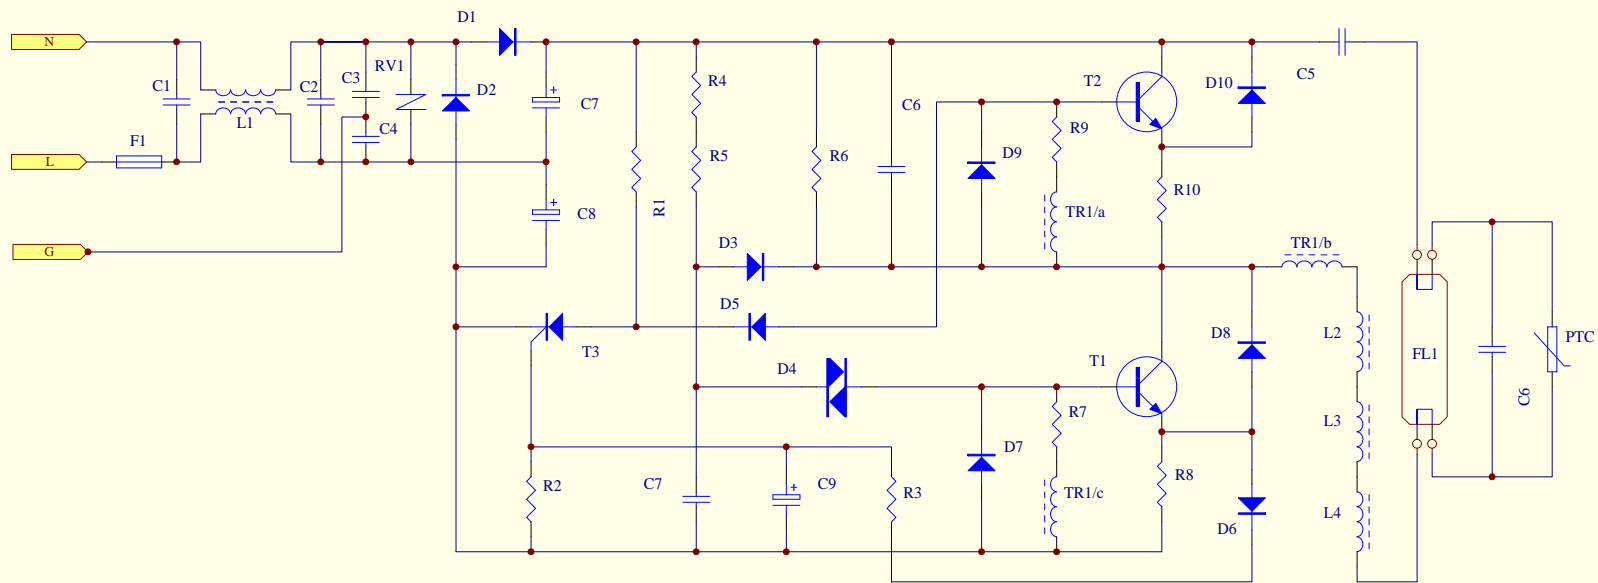 D1
N
C1
C2
C3
RV1
D2
C7
R4
C6
T2
D10
C5
L1
C4
F1
R5
R6
D9
R9
L
R1
C8
TR1/a
R10
G
D3
TR1/b
D5
T3
D8
L2
FL1
PTC
D4
T1
C6
R7
L3
D7
R2
C7
C9
R3
TR1/c
R8
D6
L4